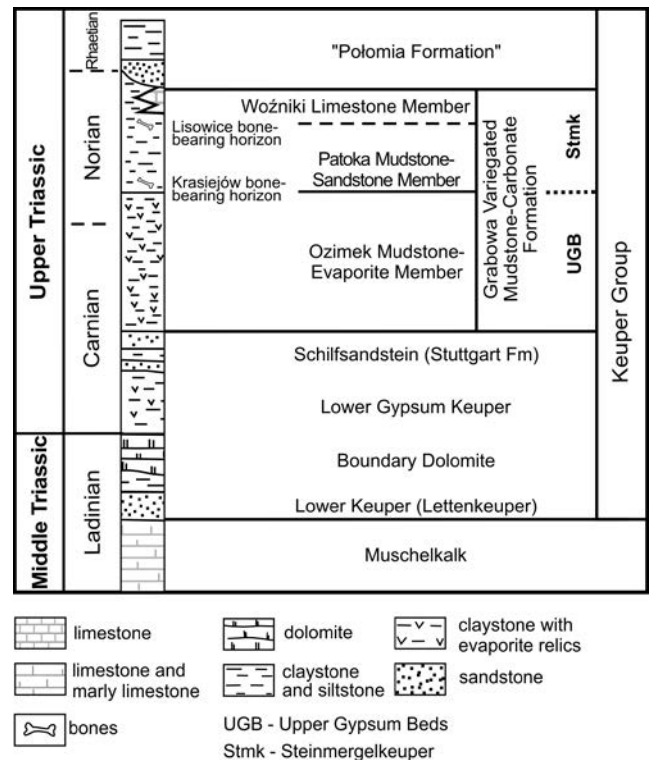 Upper Triassic
Middle Triassic
Rhaetian
Norian
Carnian
Ladinian
"Połomia Formation"
Woźniki Limestone Member
Lisowice bone-
bearing horizon
Patoka Mudstone-
Sandstone Member
Krasiejów bone-
bearing horizon
Ozimek Mudstone-
Evaporite Member
Grabowa Variegated
Mudstone-Carbonate
Formation
Stmk
UGB
Keuper Group
Schilfsandstein (Stuttgart Fm)
Lower Gypsum Keuper
Boundary Dolomite
Lower Keuper (Lettenkeuper)
Muschelkalk
limestone
dolomite
claystone with
evaporite relics
limestone and
marly limestone
claystone
and siltstone
sandstone
bones
UGB - Upper Gypsum Beds
Stmk - Steinmergelkeuper